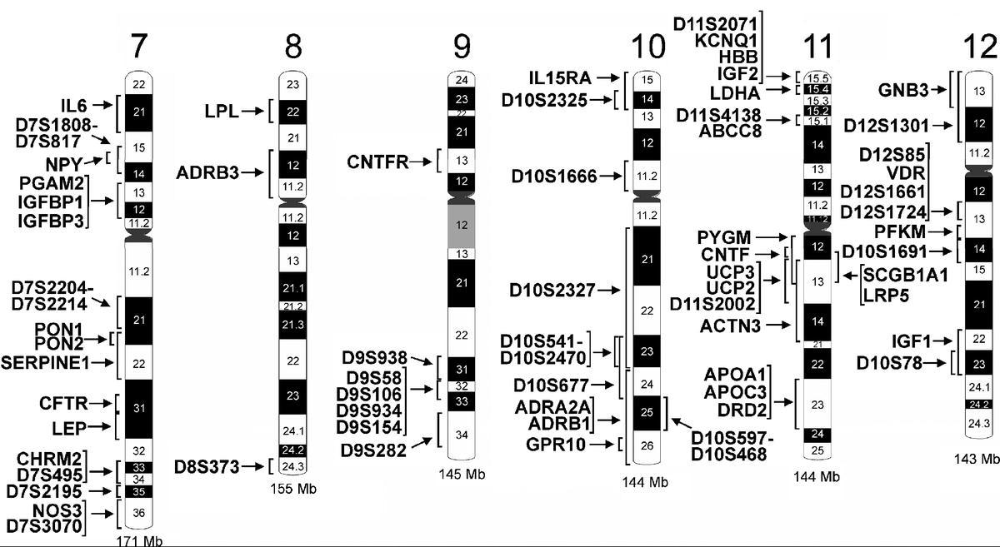 7
22
IL6
21
D7S1808-
D7S817
15
NPY
14
PGAM2
13
IGFBP1
12
IGFBP3
11.2
11.2
D7S2204-
D7S2214
21
PON1
PON2
SERPINE1
22
CFTR
31
LEP
32
CHRM2
33
D7S495
34
D7S2195
35
NOS3
36
D7S3070
171 Mb
8
23
LPL
22
21
ADRB3
12
11.2
11.2
12
13
21.1
21.2
21.3
22
23
24.1
24.2
D8S373
24.3
155 Mb
9
24
23
22
21
CNTFR
13
12
12
13
21
22
D9S938
31
D9S58
32
D9S106
33
D9S934
D9S154
34
D9S282
145 Mb
10
IL15RA
15
D10S2325
14
13
12
D10S1666
11.2
11.2
21
D10S2327
22
D10S541-
D10S2470
23
D10S677
24
ADRA2A
25
ADRB1
D10S597-
D10S468
GPR10
26
144 Mb
D11S2071
KCNQ1
HBB
IGF2
11
15.5
LDHA
15.4
15.3
15.2
D11S4138
15.1
ABCC8
14
13
12
11.2
11.12
PYGM
12
CNTF
UCP3
UCP2
D11S2002
13
SCGB1A1
LRP5
ACTN3
14
21
22
APOA1
APOC3
DRD2
23
24
25
144 Mb
12
GNB3
13
D12S1301
12
11.2
D12S85
VDR
D12S1661
12
D12S1724
13
PFKM
D10S1691
14
15
21
IGF1
22
D10S78
23
24.1
24.2
24.3
143 Mb